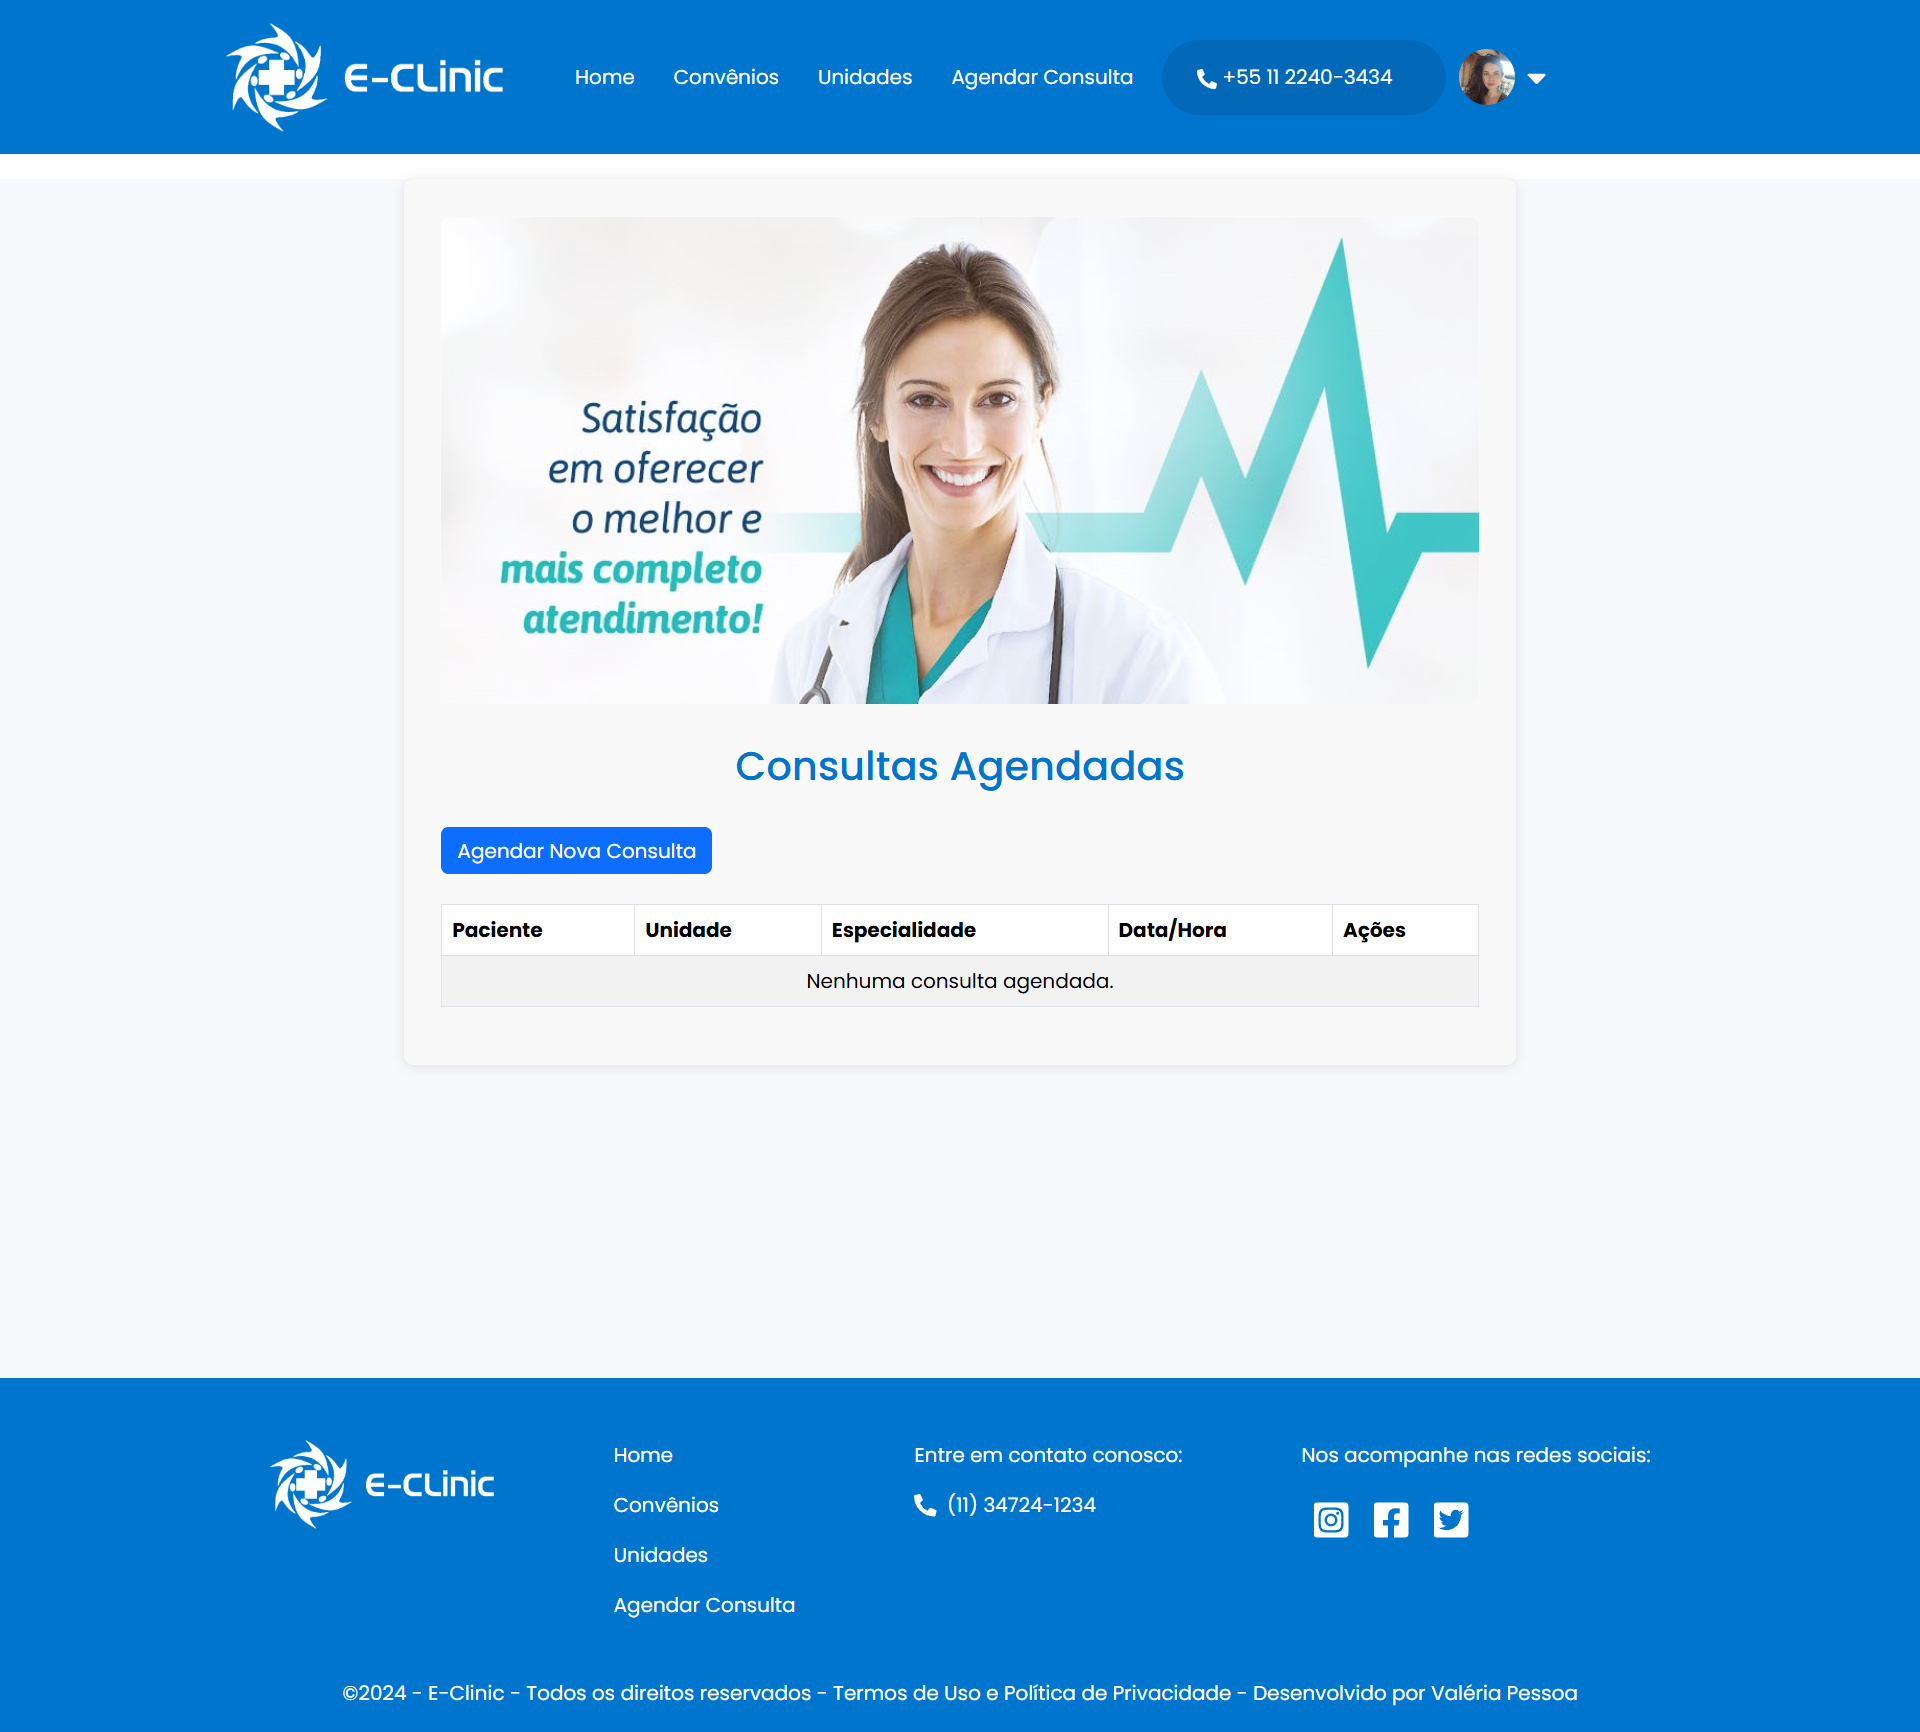 E-CLINIC
Home
Convênios
Unidades
Agendar Consulta
+55 11 2240-3434
Satisfação
em oferecer
o melhor e
mais completo
atendimento!
Consultas Agendadas
Agendar Nova Consulta
Paciente Unidade Especialidade Data/Hora Ações
Nenhuma consulta agendada.
E-CLINIC
Home
Convênios
Unidades
Agendar Consulta
Entre em contato conosco:
(11) 34724-1234
Nos acompanhe nas redes sociais:
©2024 - E-Clinic - Todos os direitos reservados - Termos de Uso e Política de Privacidade - Desenvolvido por Valéria Pessoa